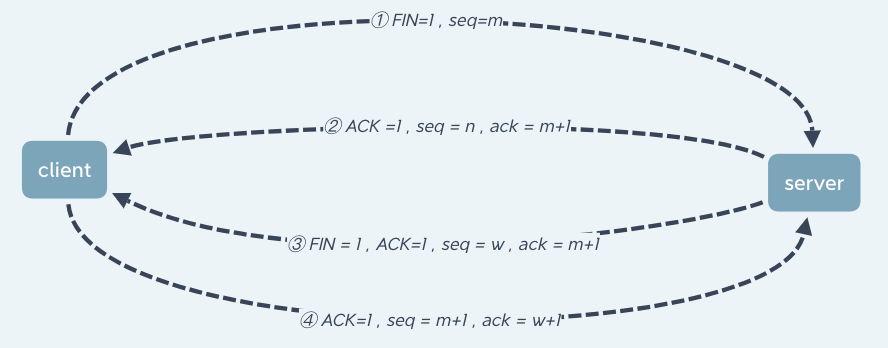 ① FIN=1 , seq=m
② ACK =1 , seq = n , ack = m+1
client
server
③ FIN = 1 , ACK=1 , seq = w , ack = m+1
④ ACK=1 , seq = m+1 , ack = w+1